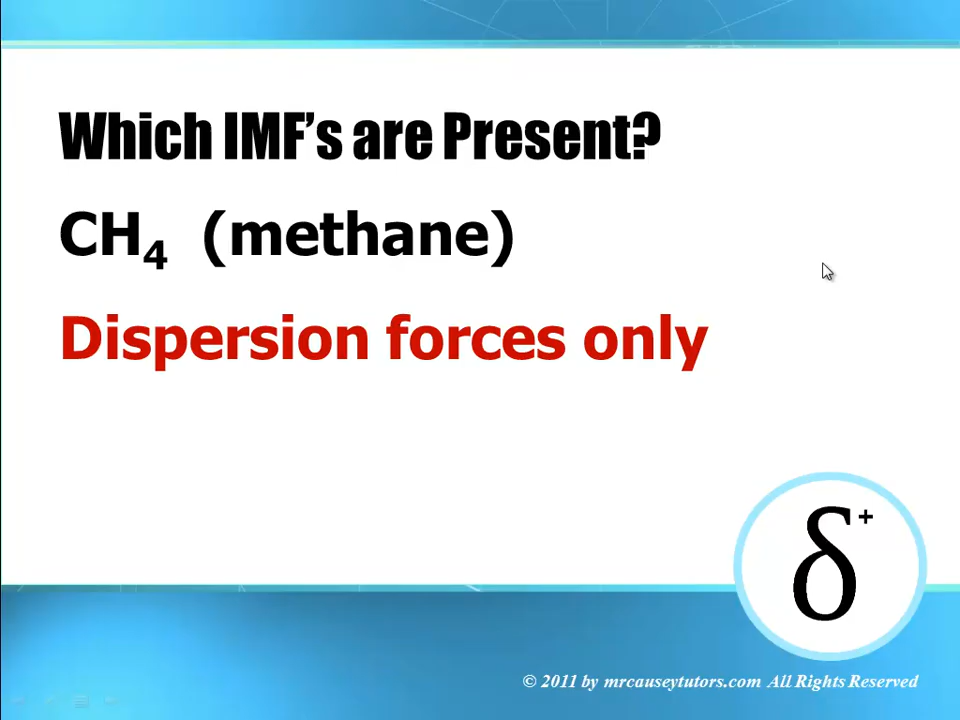 Which IMF's are Present?
CH₄ (methane)
Dispersion forces only
δ⁺
© 2011 by mrcauseytutors.com All Rights Reserved